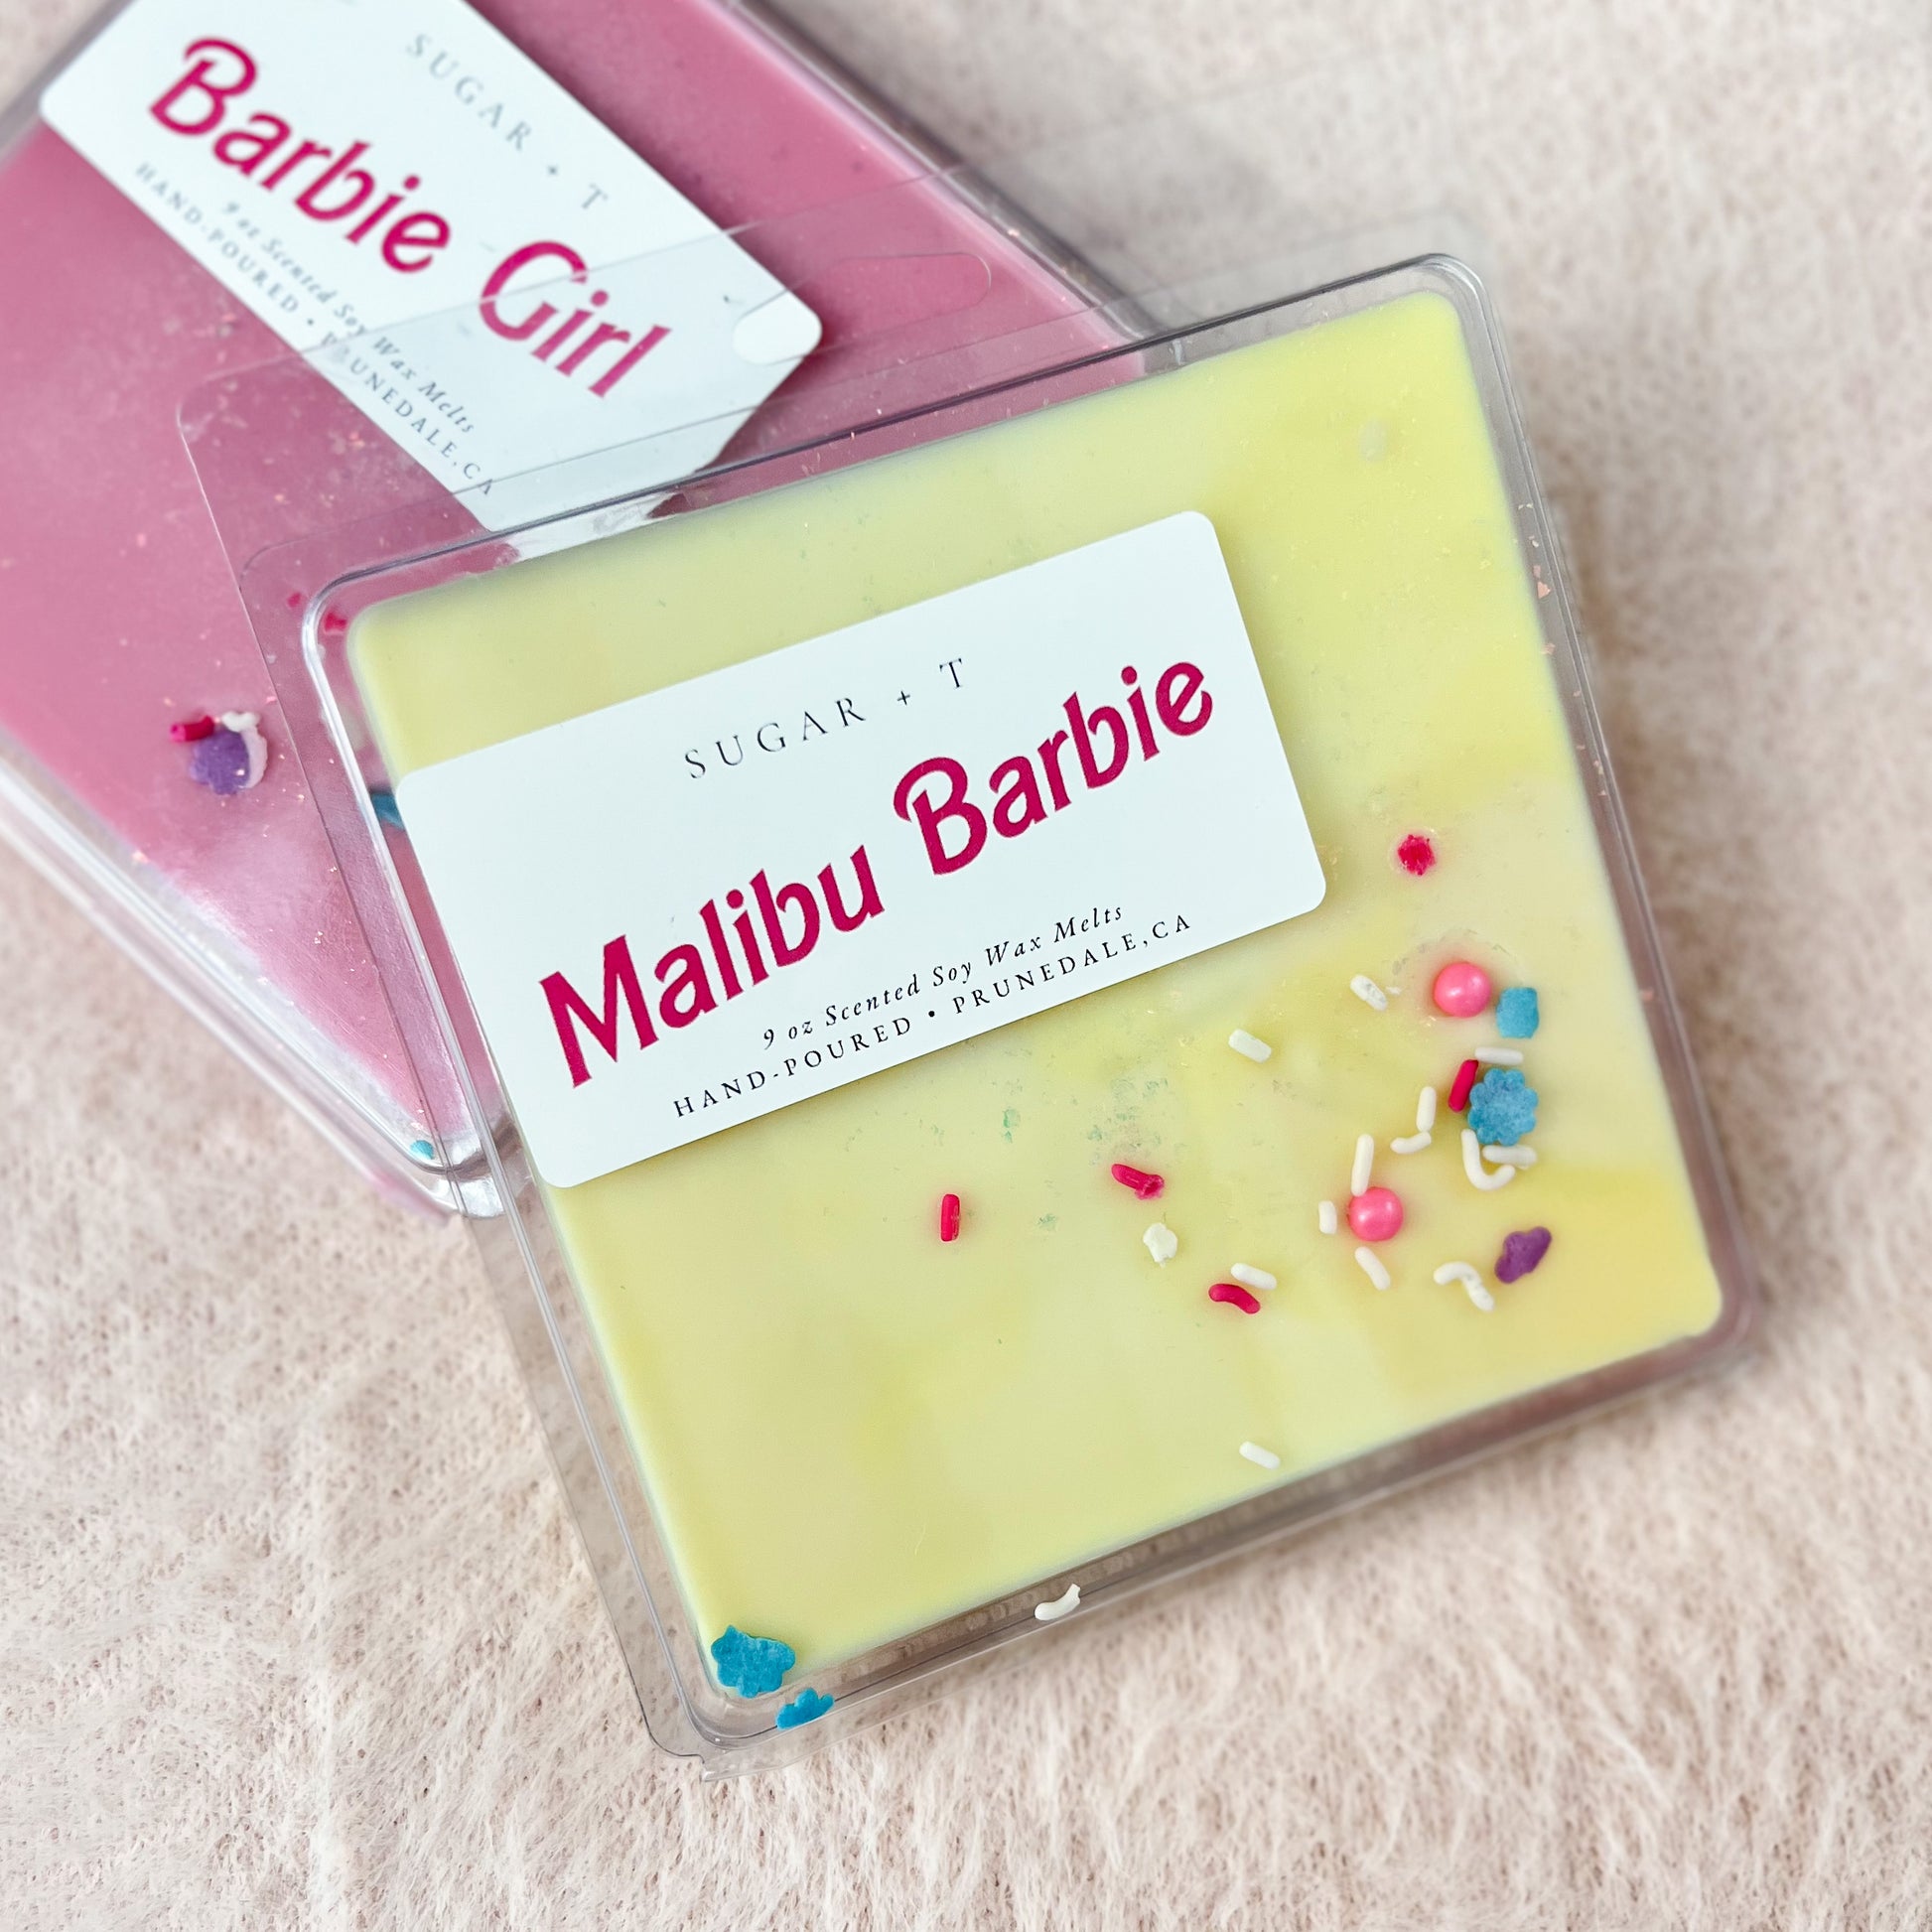 SUGAR + T
Barbie Girl
9 oz Scented Soy Wax Melts
HAND-POURED • PRUNEDALE, CA
SUGAR + T
Malibu Barbie
9 oz Scented Soy Wax Melts
HAND-POURED • PRUNEDALE, CA